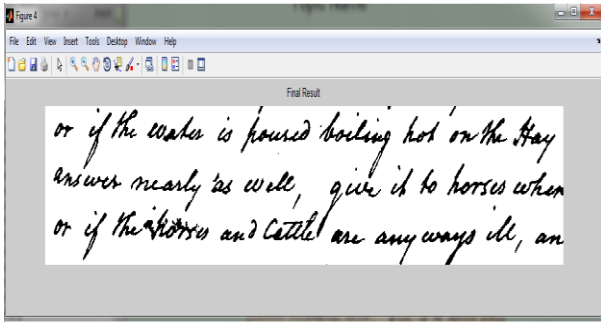 Figure 4
File Edit View Insert Tools Desktop Window Help
Final Result
or if the water is poured boiling hot on the Hay
answer nearly as well, give it to horses when
or if the horses and Cattle are any ways ill, an